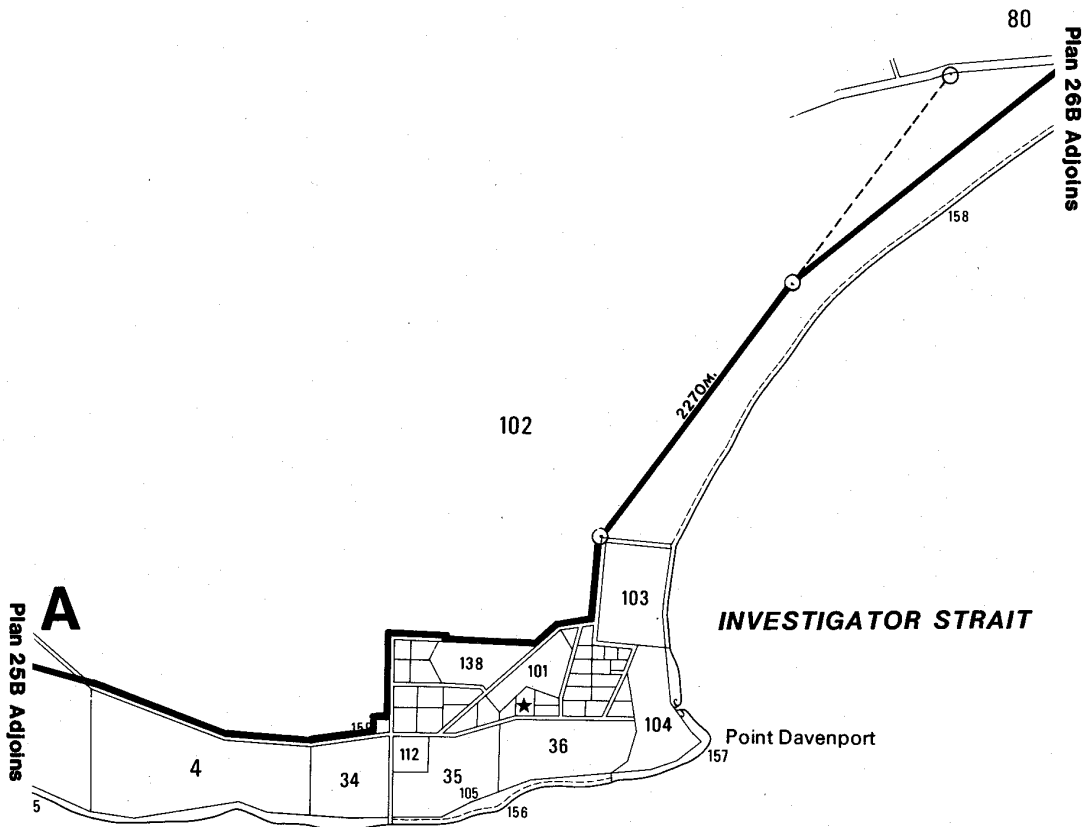 80
Plan 26B Adjoins
158
2270M.
102
A
Plan 25B Adjoins
103
INVESTIGATOR STRAIT
138
101
104
Point Davenport
157
4
34
112
35
105
36
156
5